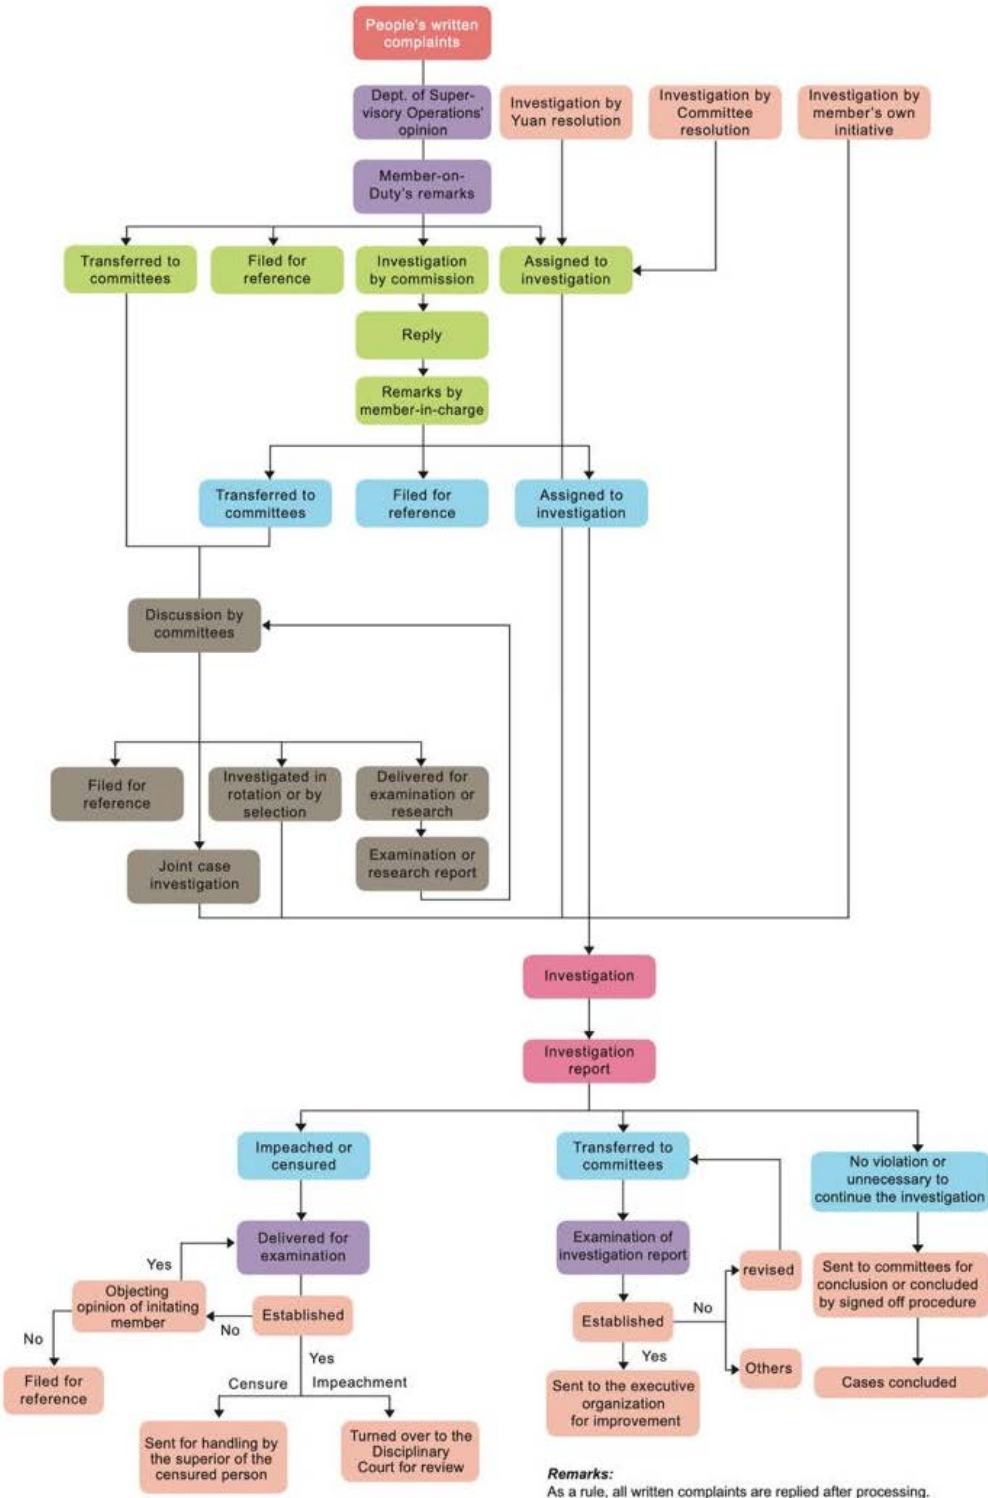 People's written
complaints
Dept. of Super-
visory Operations'
opinion
Investigation by
Yuan resolution
Investigation by
Committee
resolution
Investigation by
member's own
initiative
Member-on-
Duty's remarks
Transferred to
committees
Filed for
reference
Investigation
by commission
Assigned to
investigation
Reply
Remarks by
member-in-charge
Transferred to
committees
Filed for
reference
Assigned to
investigation
Discussion by
committees
Filed for
reference
Investigated in
rotation or by
selection
Delivered for
examination or
research
Joint case
investigation
Examination or
research report
Investigation
Investigation
report
Impeached or
censured
Transferred to
committees
No violation or
unnecessary to
continue the investigation
Delivered for
examination
Examination of
investigation report
Yes
Objecting
opinion of initating
member
No
Established
No
Filed for
reference
Yes
Censure
Impeachment
Sent for handling by
the superior of the
censured person
Turned over to the
Disciplinary
Court for review
Established
No
revised
Others
Yes
Sent to the executive
organization
for improvement
Sent to committees for
conclusion or concluded
by signed off procedure
Cases concluded
Remarks:
As a rule, all written complaints are replied after processing.